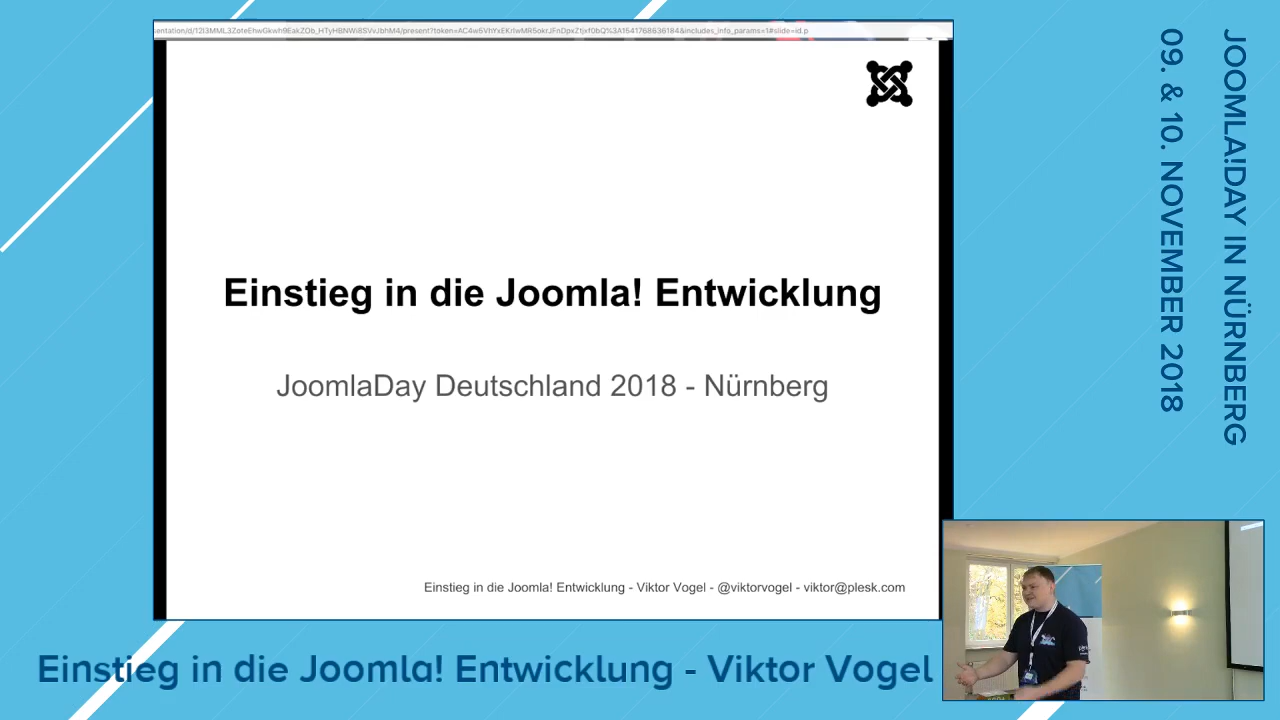 Einstieg in die Joomla! Entwicklung
JoomlaDay Deutschland 2018 - Nürnberg
Einstieg in die Joomla! Entwicklung - Viktor Vogel - @viktorvogel - viktor@plesk.com
Einstieg in die Joomla! Entwicklung - Viktor Vogel
JOOMLA!DAY IN NÜRNBERG
09. & 10. NOVEMBER 2018